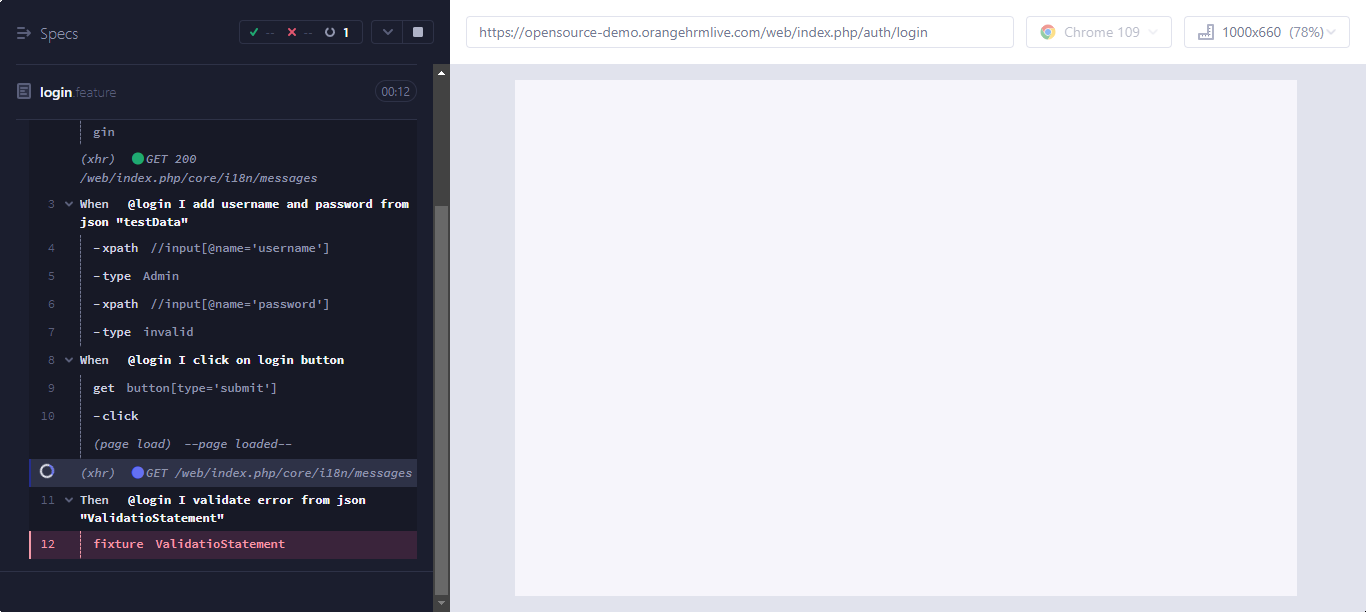 Specs
-- -- 1
login.feature 00:12
gin
(xhr) GET 200
/web/index.php/core/i18n/messages
3 When @login I add username and password from
json "testData"
4 -xpath //input[@name='username']
5 -type Admin
6 -xpath //input[@name='password']
7 -type invalid
8 When @login I click on login button
9 get button[type='submit']
10 -click
(page load) --page loaded--
(xhr) GET /web/index.php/core/i18n/messages
11 Then @login I validate error from json
"ValidatioStatement"
12 fixture ValidatioStatement
https://opensource-demo.orangehrmlive.com/web/index.php/auth/login
Chrome 109
1000x660 (78%)